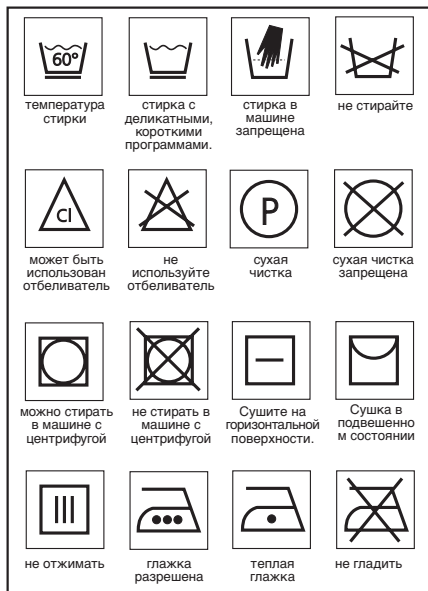 60°
температура
стирки
стирка с
деликатными,
короткими
программами.
стирка в
машине
запрещена
не стирайте
Cl
может быть
использован
отбеливатель
не
используйте
отбеливатель
P
сухая
чистка
сухая чистка
запрещена
можно стирать
в машине с
центрифугой
не стирать в
машине с
центрифугой
Сушите на
горизонтальной
поверхности.
Сушка в
подвешенно
м состоянии
не отжимать
глажка
разрешена
теплая
глажка
не гладить